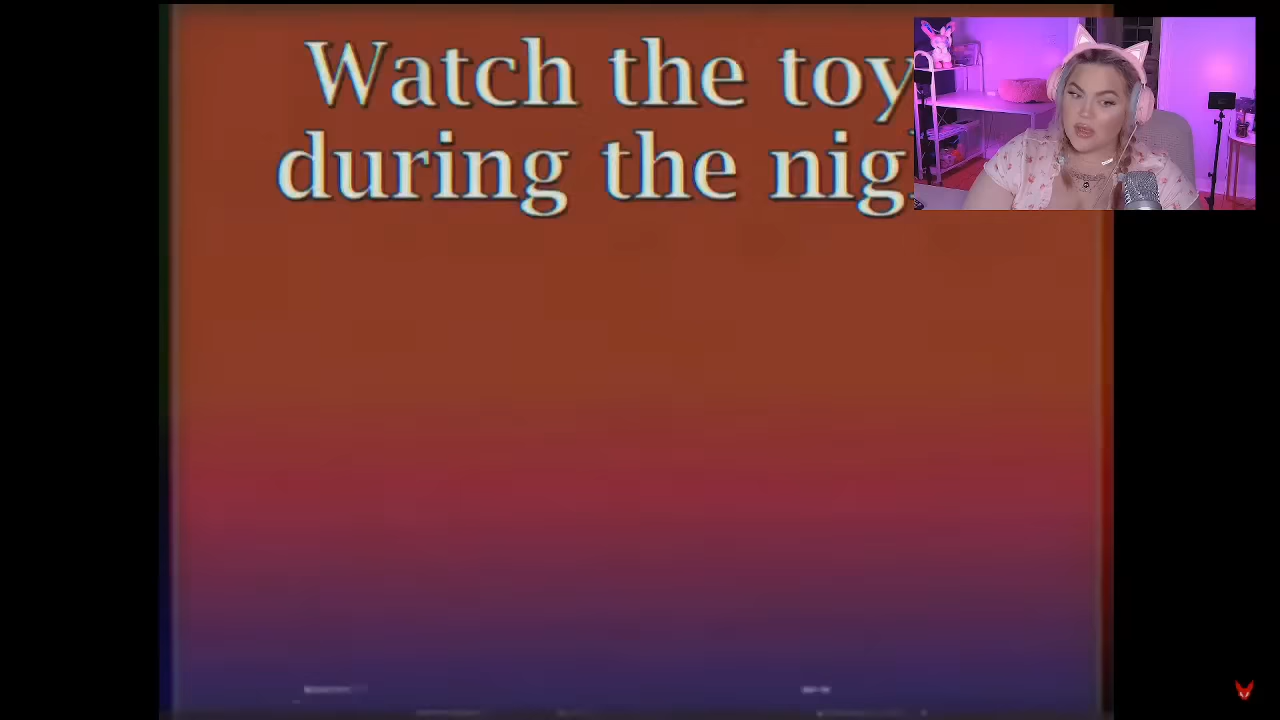 Watch the toy
during the nig